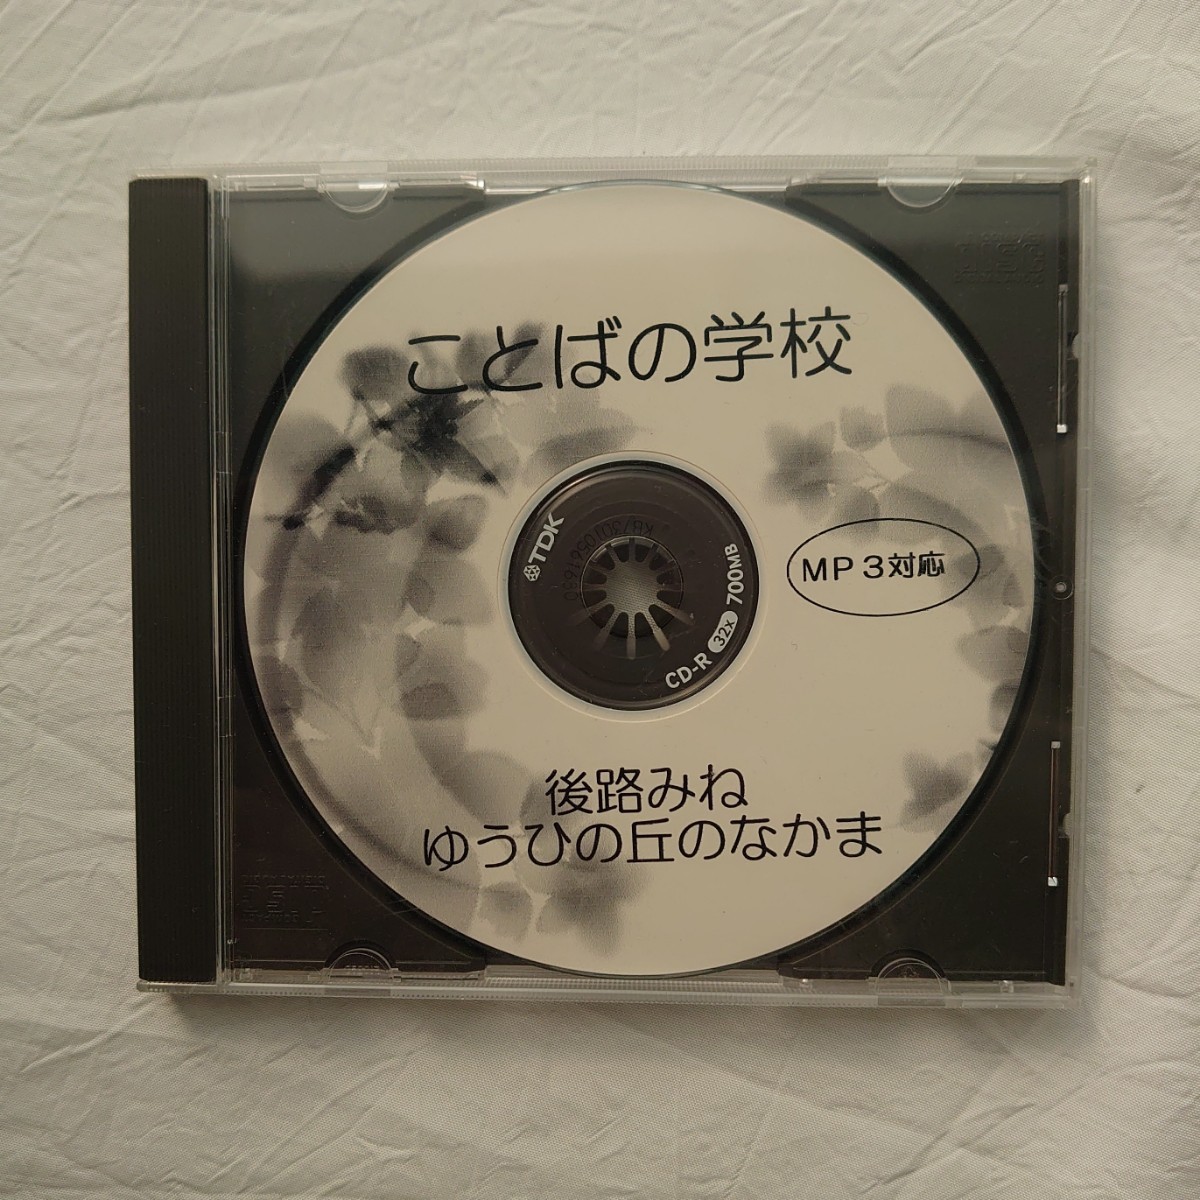 ことばの学校
MP３対応
TDK
CD-R 32x 700MB
後路みね
ゆうひの丘のなかま